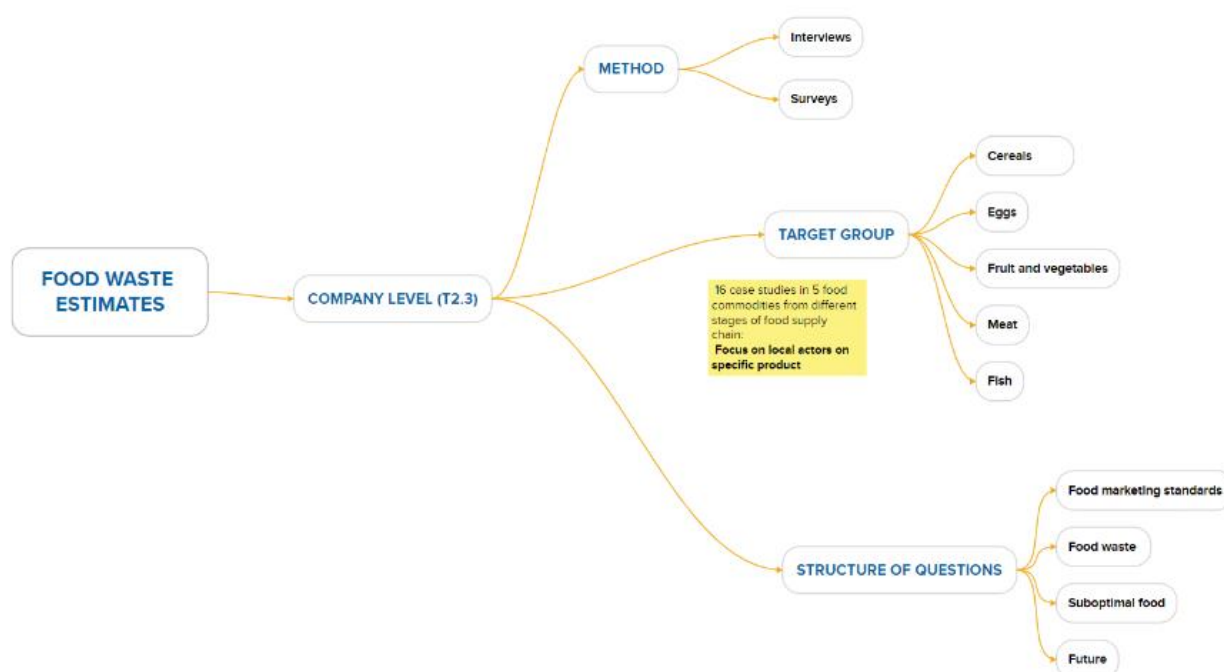 Interviews
METHOD
Surveys
Cereals
Eggs
TARGET GROUP
Fruit and vegetables
FOOD WASTE
ESTIMATES
COMPANY LEVEL (T2.3)
16 case studies in 5 food
commodities from different
stages of food supply
chain:
Focus on local actors on
specific product
Meat
Fish
Food marketing standards
Food waste
STRUCTURE OF QUESTIONS
Suboptimal food
Future